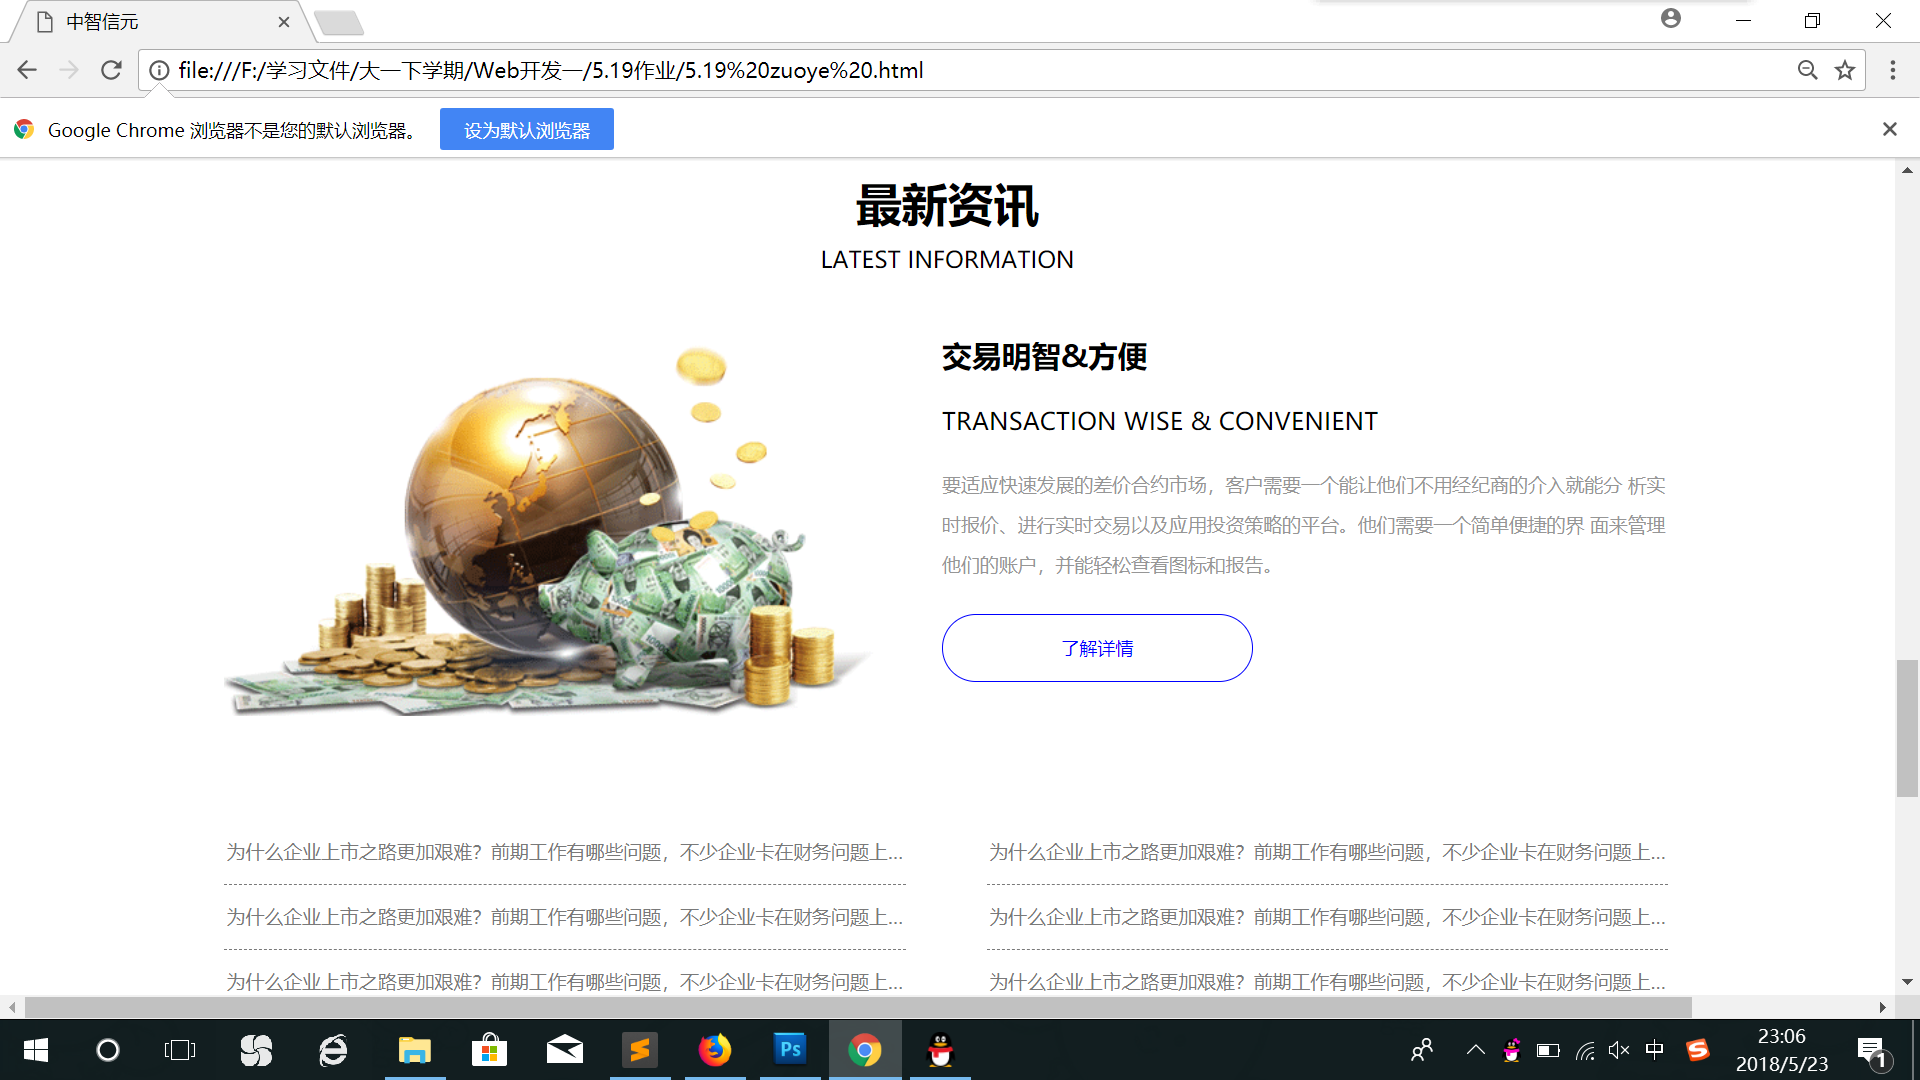 中智信元
file:///F:/学习文件/大一下学期/Web开发一/5.19作业/5.19%20zuoye%20.html
Google Chrome 浏览器不是您的默认浏览器。 设为默认浏览器
最新资讯
LATEST INFORMATION
交易明智&方便
TRANSACTION WISE & CONVENIENT
要适应快速发展的差价合约市场，客户需要一个能让他们不用经纪商的介入就能分 析实
时报价、进行实时交易以及应用投资策略的平台。他们需要一个简单便捷的界 面来管理
他们的账户，并能轻松查看图标和报告。
了解详情
为什么企业上市之路更加艰难？前期工作有哪些问题，不少企业卡在财务问题上...
为什么企业上市之路更加艰难？前期工作有哪些问题，不少企业卡在财务问题上...
为什么企业上市之路更加艰难？前期工作有哪些问题，不少企业卡在财务问题上...
为什么企业上市之路更加艰难？前期工作有哪些问题，不少企业卡在财务问题上...
为什么企业上市之路更加艰难？前期工作有哪些问题，不少企业卡在财务问题上...
为什么企业上市之路更加艰难？前期工作有哪些问题，不少企业卡在财务问题上...
Ps
中
S
23:06
2018/5/23
1